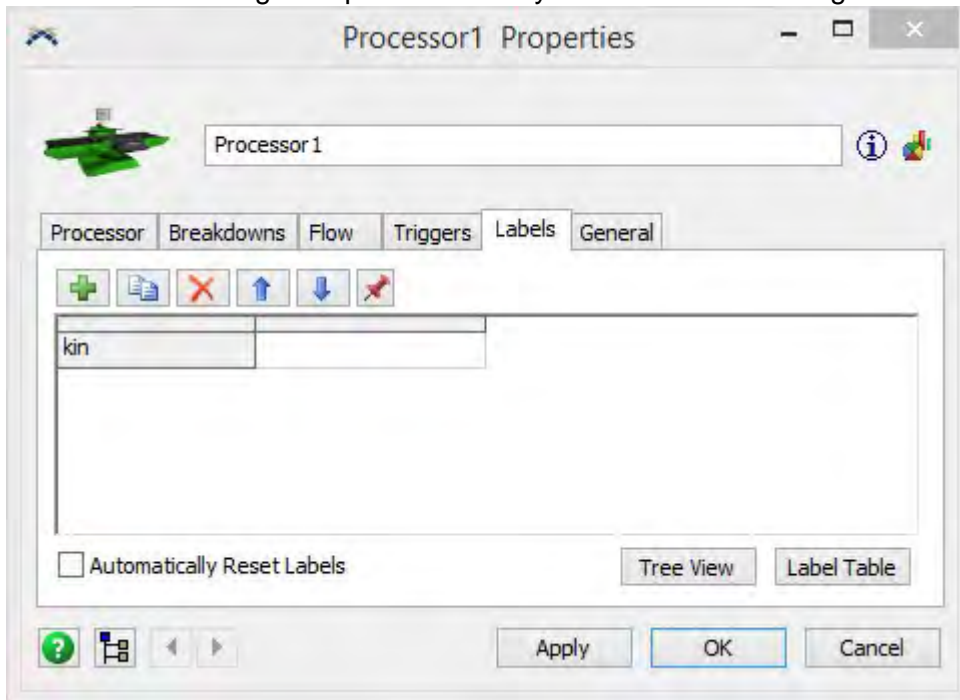 Processor1 Properties
Processor1
Processor Breakdowns Flow Triggers Labels General
kin
Automatically Reset Labels
Tree View Label Table
Apply OK Cancel